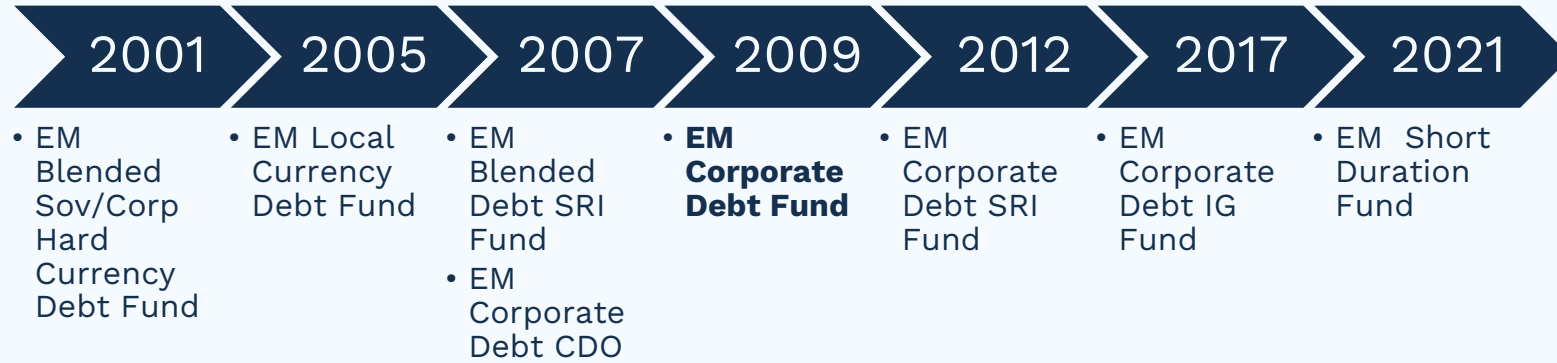 2001
2005
2007
2009
2012
2017
2021
• EM
Blended
Sov/Corp
Hard
Currency
Debt Fund
• EM Local
Currency
Debt Fund
• EM
Blended
Debt SRI
Fund
• EM
Corporate
Debt CDO
• EM
Corporate
Debt Fund
• EM
Corporate
Debt SRI
Fund
• EM
Corporate
Debt IG
Fund
• EM  Short
Duration
Fund